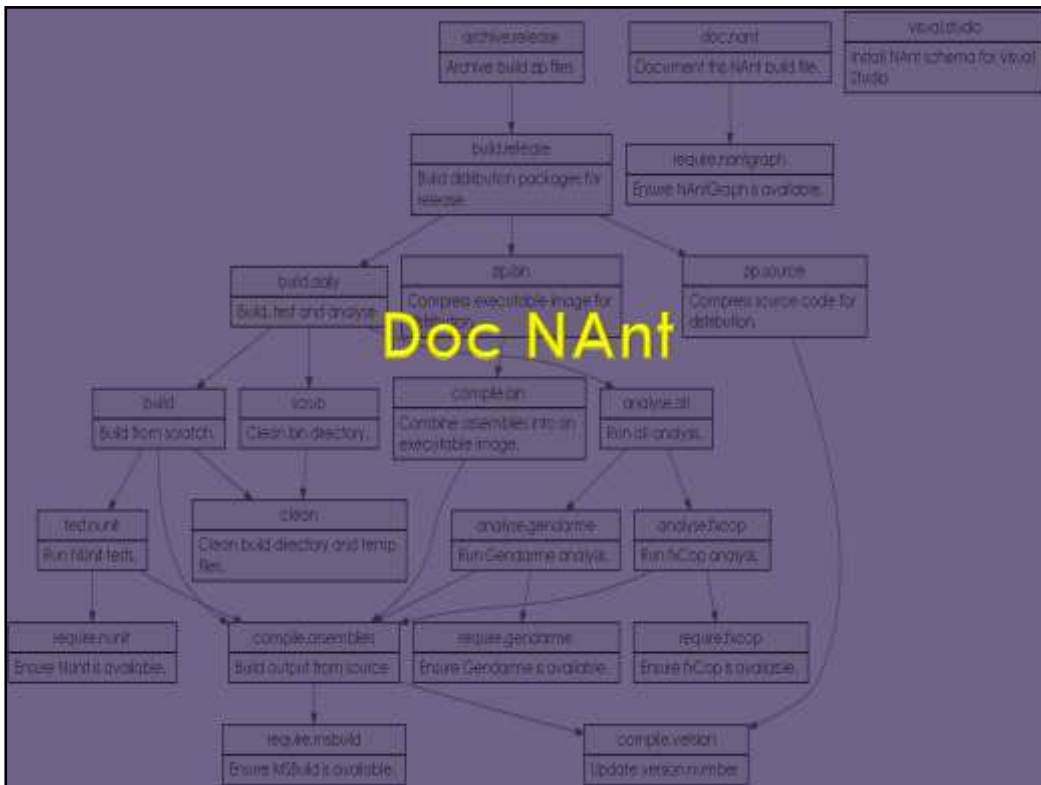 archive.release
Archive build zip files.
doc.nant
Document this NAnt build file.
visual.studio
Install NAnt schema for Visual
Studio
build.release
Build distribution packages for
release.
require.nantgraph
Ensure NAntGraph is available.
build.daily
Build, test and analyse.
zip.bin
Compress executable image for
distribution.
zip.source
Compress source code for
distribution.
Doc NAnt
build
Build from scratch.
scrub
Clean bin directory.
compile.bin
Combine assemblies into an
executable image.
analyse.all
Run all analysis.
test.nunit
Run NUnit tests.
clean
Clean build directory and temp
files.
analyse.gendarme
Run Gendarme analysis.
analyse.fxcop
Run fxCop analysis.
require.nunit
Ensure NUnit is available.
compile.assemblies
Build output from source
require.gendarme
Ensure Gendarme is available.
require.fxcop
Ensure fxCop is available.
require.msbuild
Ensure MSBuild is available.
compile.version
Update version number